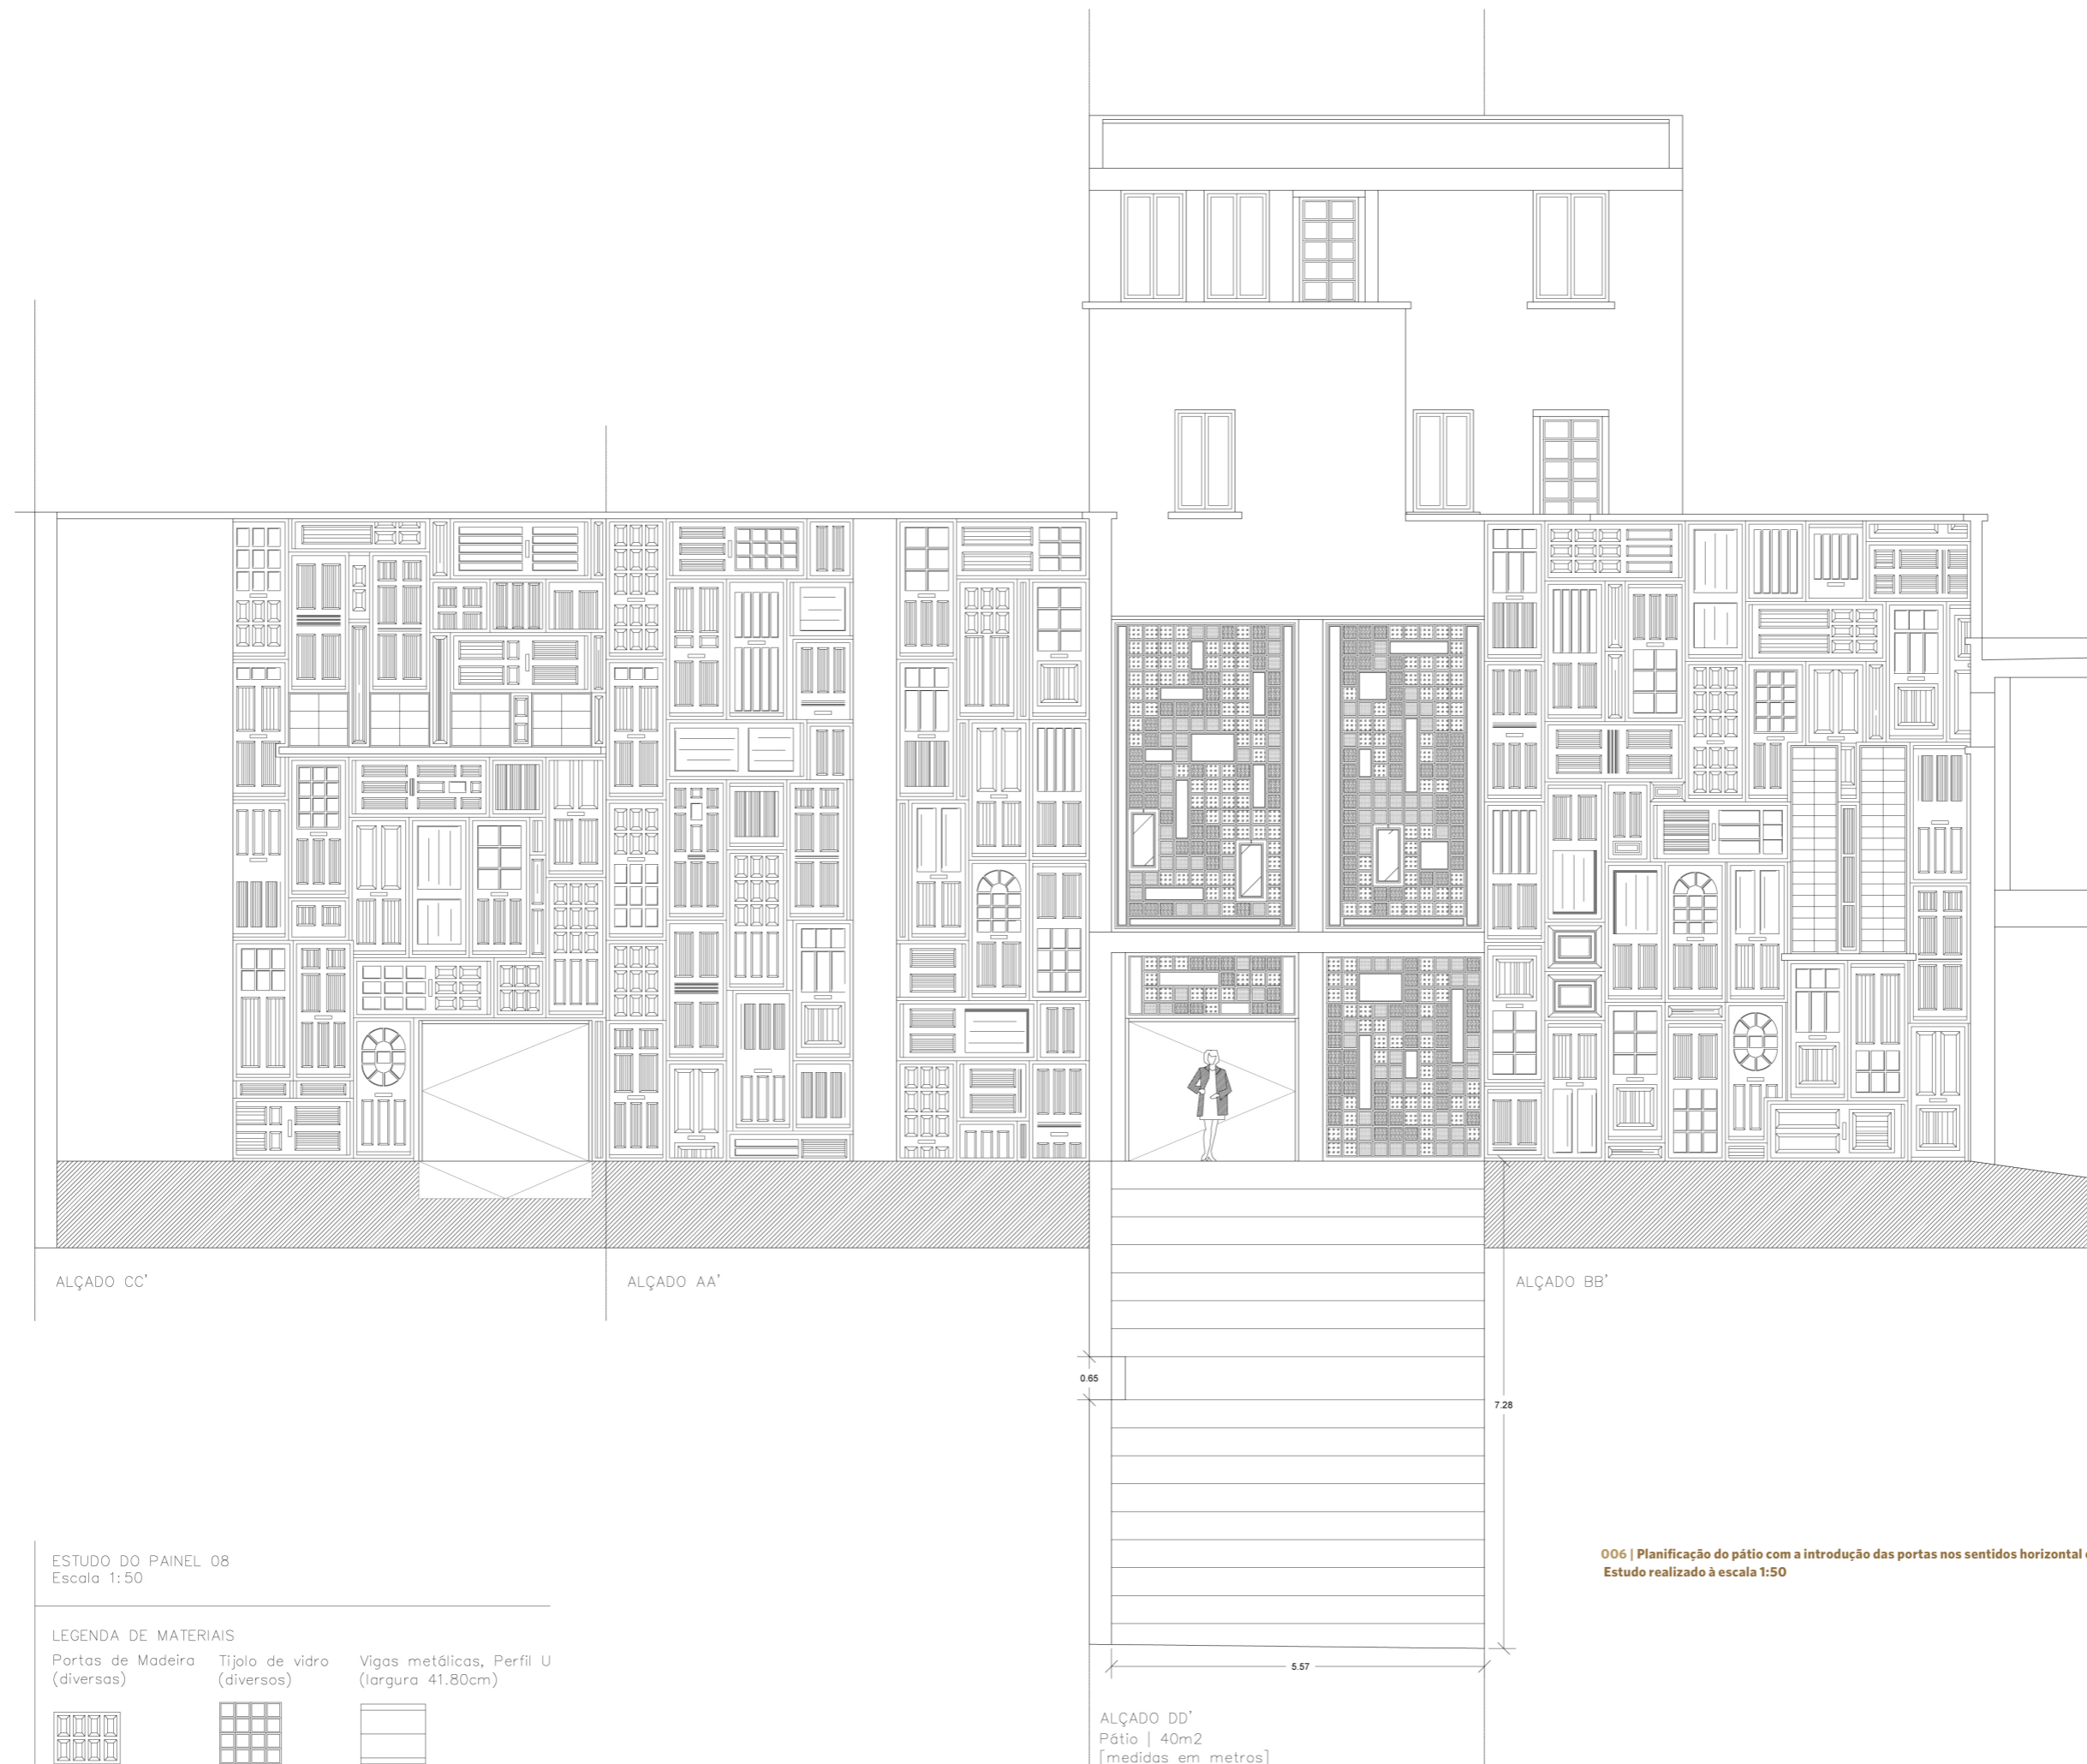 ALÇADO CC'
ALÇADO AA'
ALÇADO BB'
0.65
7.28
5.57
ALÇADO DD'
Pátio | 40m2
[medidas em metros]
ESTUDO DO PAINEL 08
Escala 1:50
LEGENDA DE MATERIAIS
Portas de Madeira
(diversas)
Tijolo de vidro
(diversos)
Vigas metálicas, Perfil U
(largura 41.80cm)
006 | Planificação do pátio com a introdução das portas nos sentidos horizontal
Estudo realizado à escala 1:50